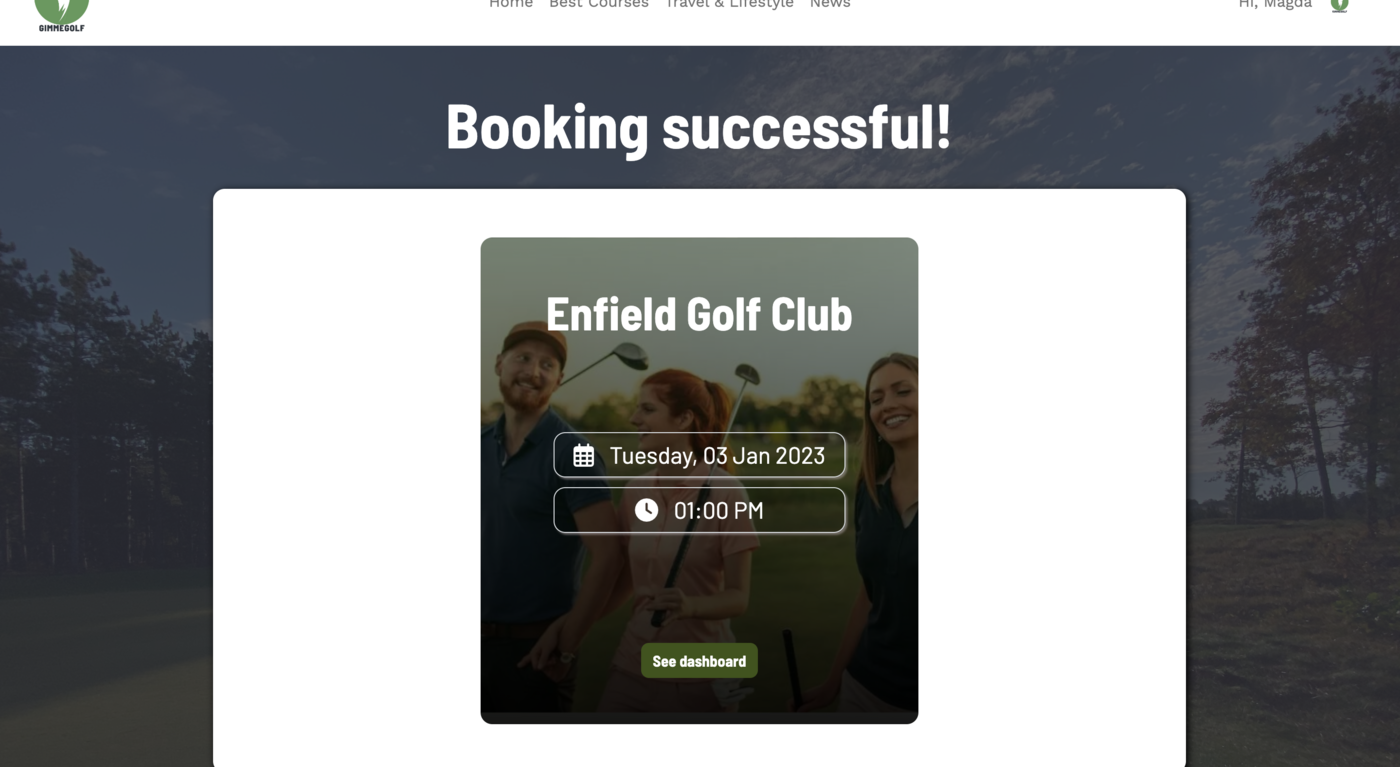 Home Best Courses Travel & Lifestyle News Hi, Magda
GIMMEGOLF
Booking successful!
Enfield Golf Club
Tuesday, 03 Jan 2023
01:00 PM
See dashboard